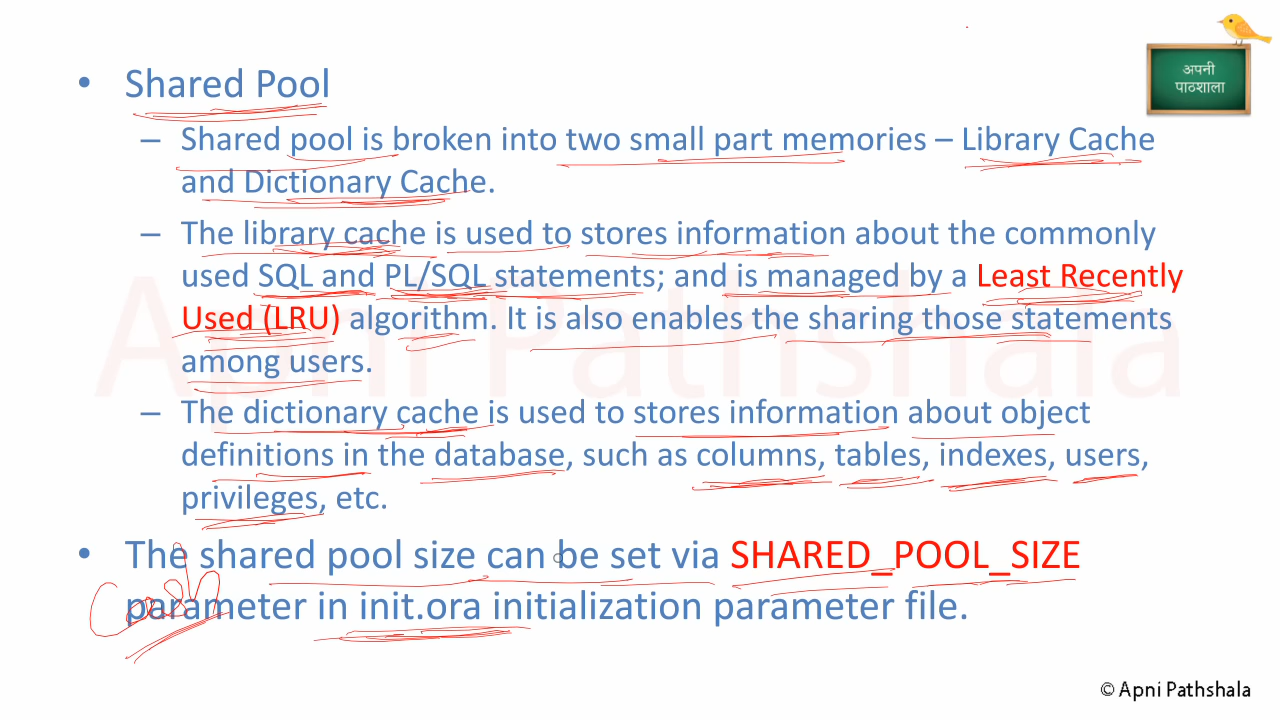 अपनी
पाठशाला
• Shared Pool
– Shared pool is broken into two small part memories – Library Cache
and Dictionary Cache.
– The library cache is used to stores information about the commonly
used SQL and PL/SQL statements; and is managed by a Least Recently
Used (LRU) algorithm. It is also enables the sharing those statements
among users.
– The dictionary cache is used to stores information about object
definitions in the database, such as columns, tables, indexes, users,
privileges, etc.
• The shared pool size can be set via SHARED_POOL_SIZE
parameter in init.ora initialization parameter file.
Apni Pathshala
© Apni Pathshala